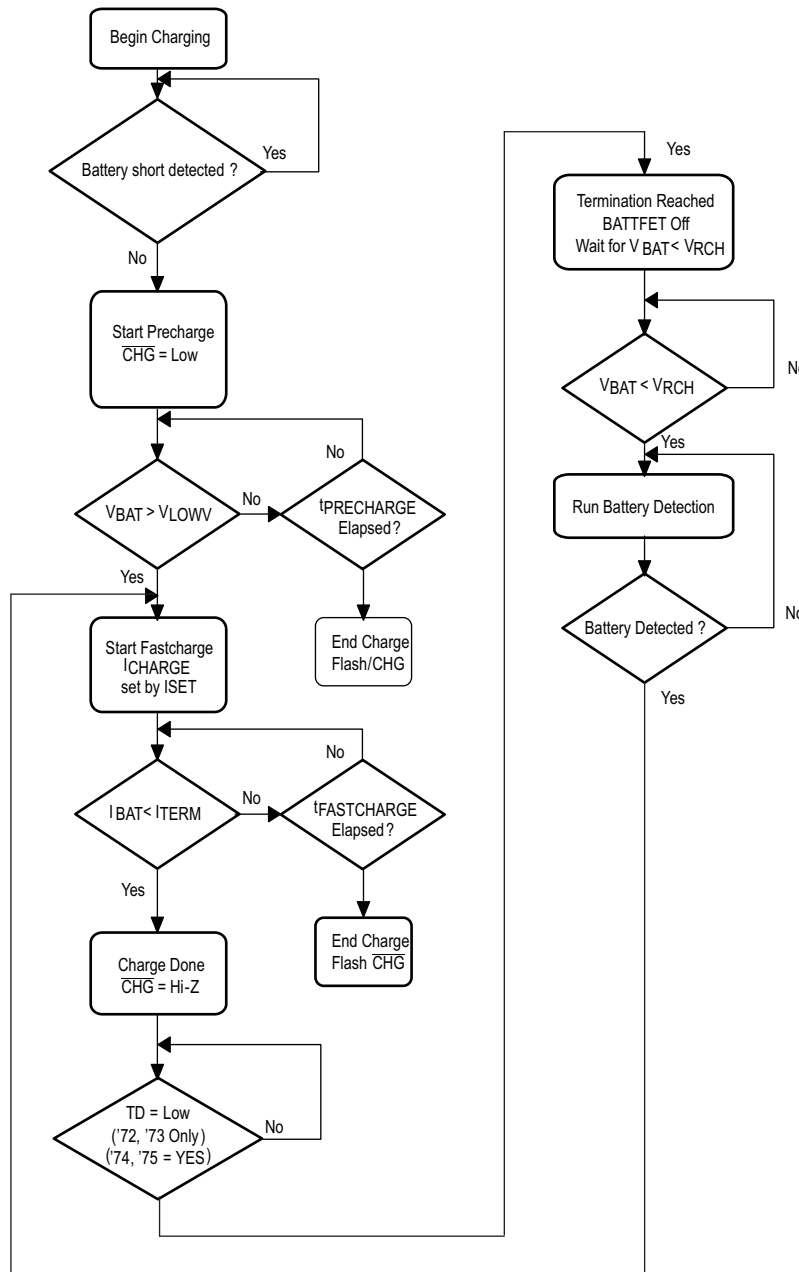 Begin Charging
Battery short detected ?
Yes
No
Start Precharge
CHG = Low
No
VBAT > VLOWV
No
tPRECHARGE
Elapsed?
Yes
End Charge
Flash/CHG
Start Fastcharge
ICHARGE
set by ISET
No
IBAT< ITERM
No
tFASTCHARGE
Elapsed?
Yes
End Charge
Flash CHG
Charge Done
CHG = Hi-Z
TD = Low
('72, '73 Only)
('74, '75 = YES)
No
Yes
Termination Reached
BATTFET Off
Wait for VBAT< VRCH
VBAT < VRCH
No
Yes
Run Battery Detection
Battery Detected ?
No
Yes